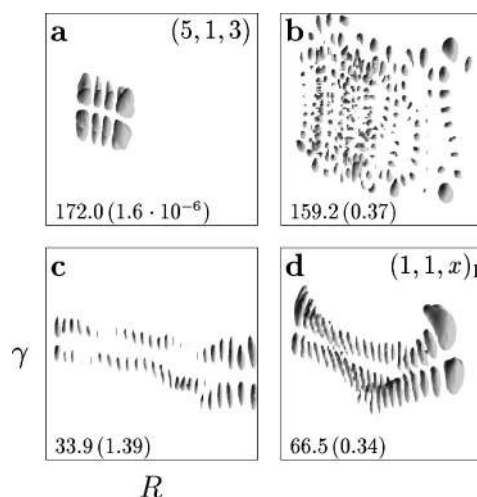 a (5, 1, 3)
172.0 (1.6 · 10⁻⁶)
b
159.2 (0.37)
c
33.9 (1.39)
d (1, 1, x)
66.5 (0.34)
γ
R